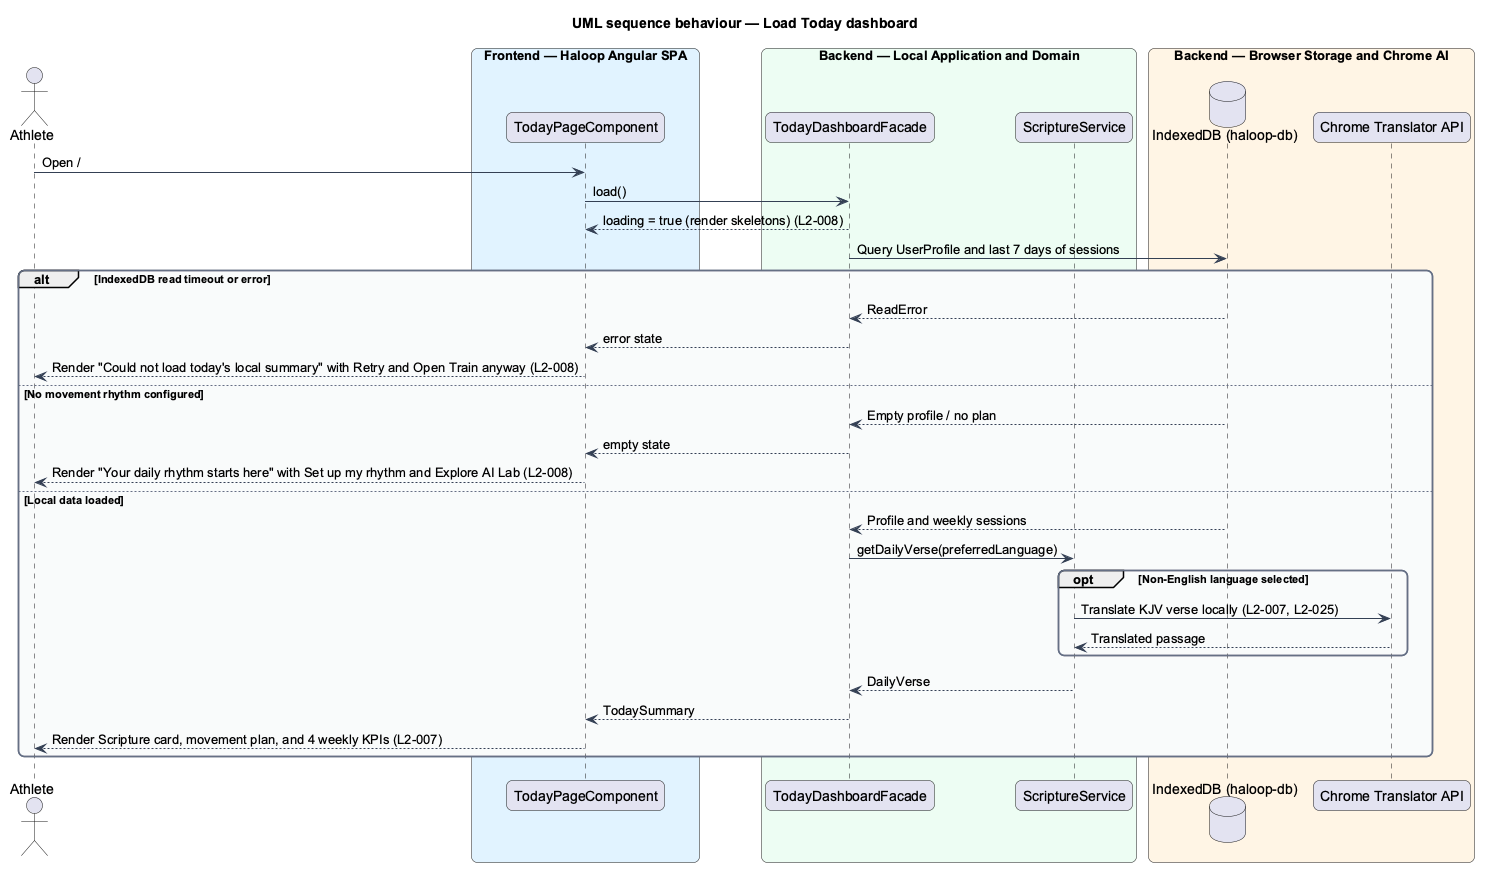 UML sequence behaviour — Load Today dashboard
Frontend — Haloop Angular SPA
Backend — Local Application and Domain
Backend — Browser Storage and Chrome AI
Athlete
TodayPageComponent
TodayDashboardFacade
ScriptureService
IndexedDB (haloop-db)
Chrome Translator API
Open /
load()
loading = true (render skeletons) (L2-008)
Query UserProfile and last 7 days of sessions
alt
[IndexedDB read timeout or error]
ReadError
error state
Render "Could not load today's local summary" with Retry and Open Train anyway (L2-008)
[No movement rhythm configured]
Empty profile / no plan
empty state
Render "Your daily rhythm starts here" with Set up my rhythm and Explore AI Lab (L2-008)
[Local data loaded]
Profile and weekly sessions
getDailyVerse(preferredLanguage)
opt
[Non-English language selected]
Translate KJV verse locally (L2-007, L2-025)
Translated passage
DailyVerse
TodaySummary
Render Scripture card, movement plan, and 4 weekly KPIs (L2-007)
Athlete
TodayPageComponent
TodayDashboardFacade
ScriptureService
IndexedDB (haloop-db)
Chrome Translator API